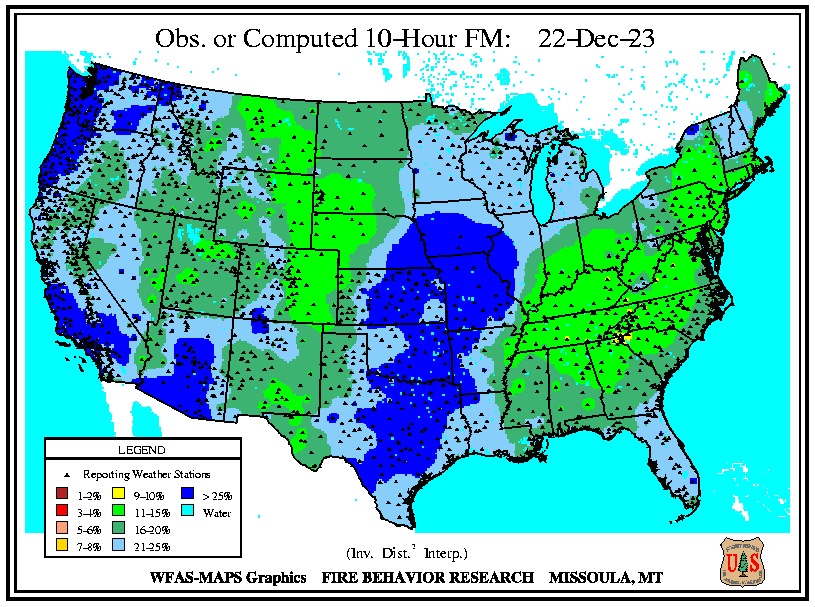 Obs. or Computed 10-Hour FM: 22-Dec-23
LEGEND
Reporting Weather Stations
1-2% 9-10% > 25%
3-4% 11-15% Water
5-6% 16-20%
7-8% 21-25%
(Inv. Dist.² Interp.)
WFAS-MAPS Graphics FIRE BEHAVIOR RESEARCH MISSOULA, MT
U S